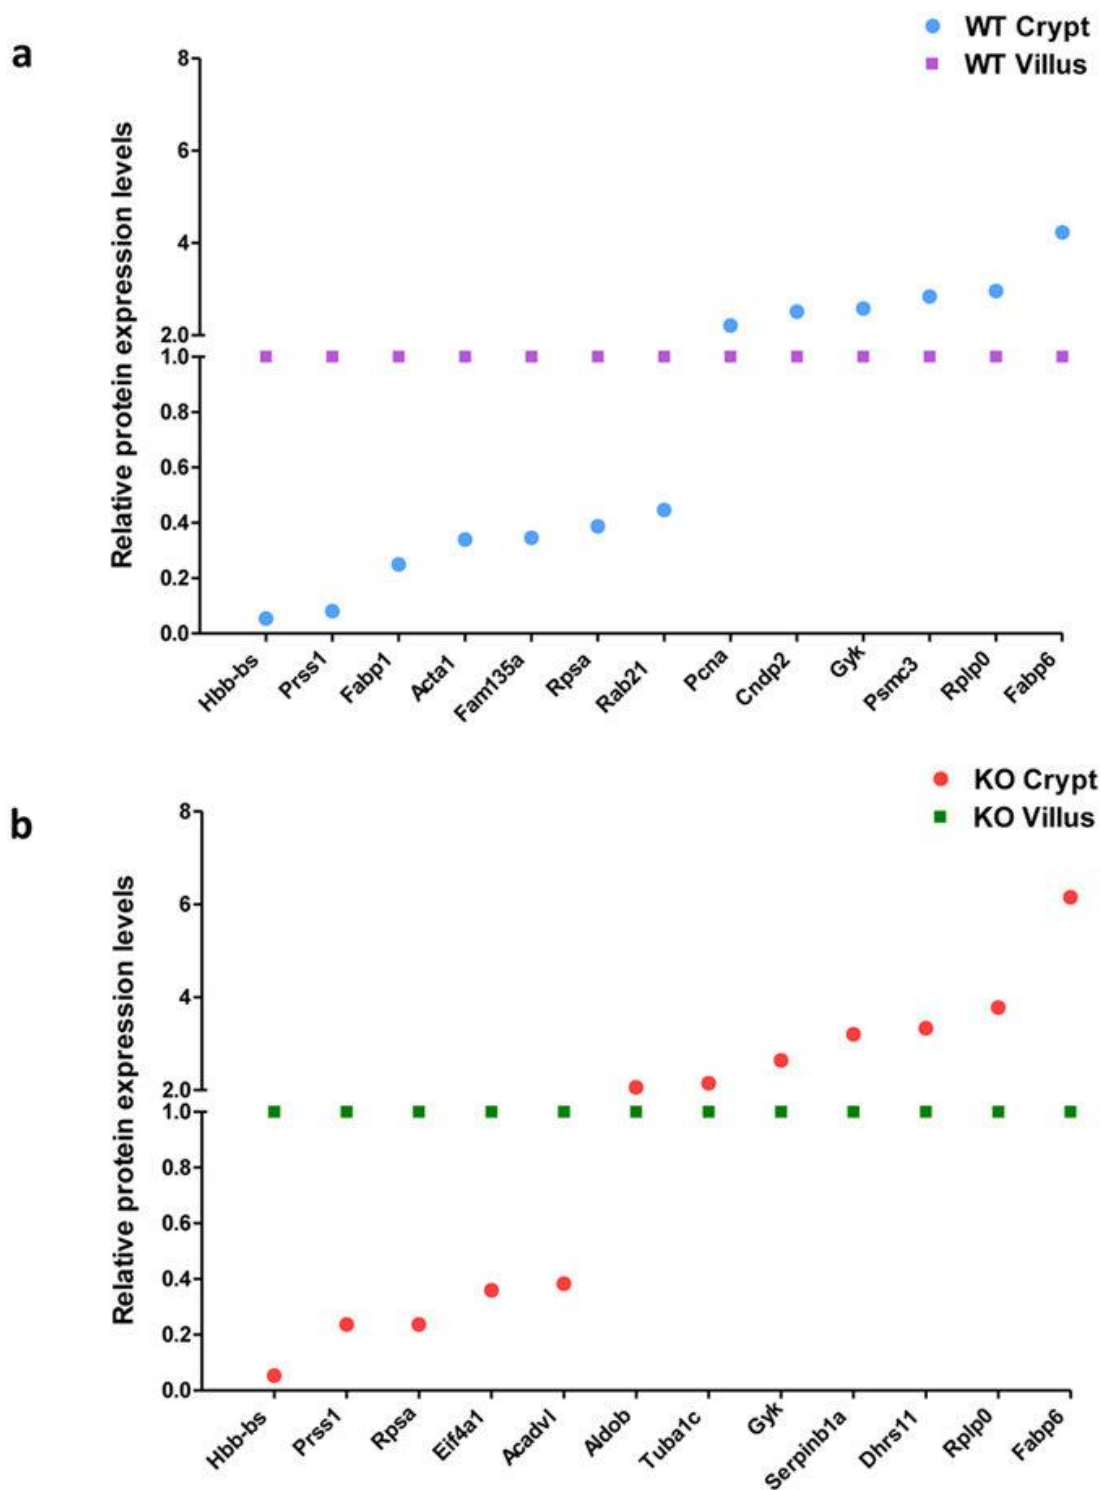 a
WT Crypt
WT Villus
Relative protein expression levels
8
6
4
2.0
1.0
0.8
0.6
0.4
0.2
0.0
Hbb-bs
Prss1
Fabp1
Acta1
Fam135a
Rpsa
Rab21
Pcna
Cndp2
Gyk
Psmc3
Rplp0
Fabp6
b
KO Crypt
KO Villus
Relative protein expression levels
8
6
4
2.0
1.0
0.8
0.6
0.4
0.2
0.0
Hbb-bs
Prss1
Rpsa
Eif4a1
Acadvl
Aldob
Tuba1c
Gyk
Serpinb1a
Dhrs11
Rplp0
Fabp6